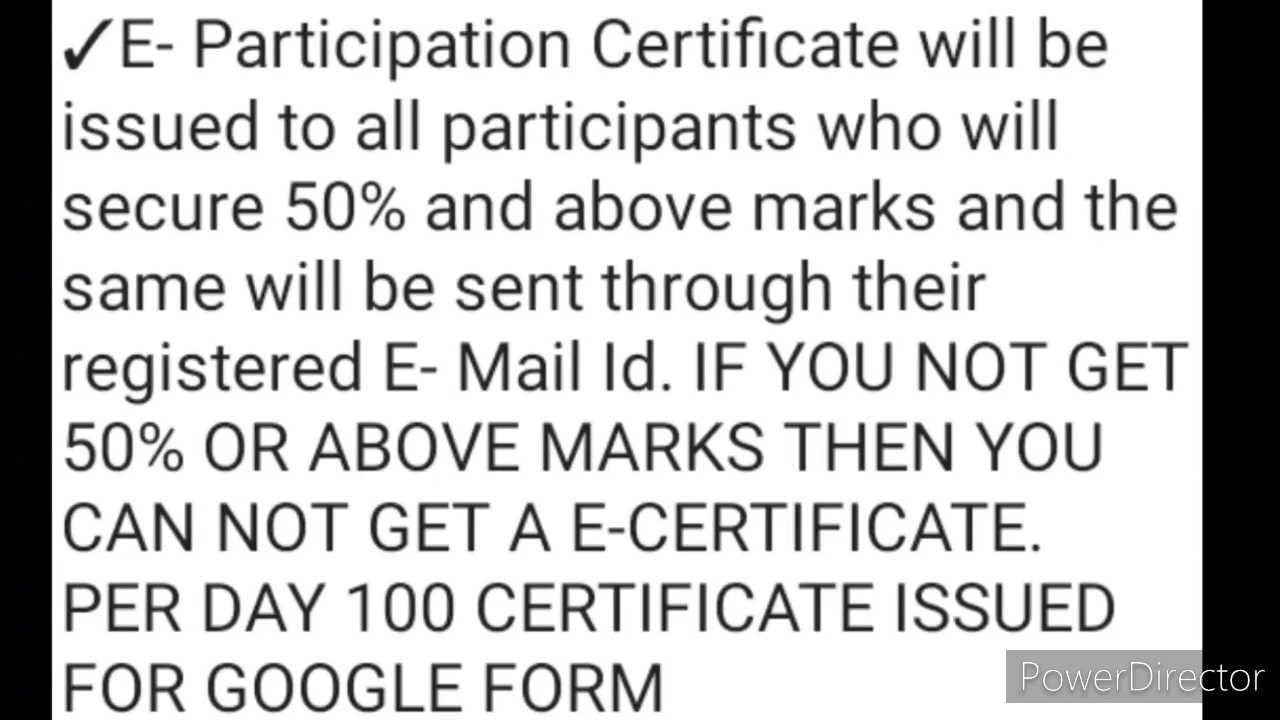 ✓E- Participation Certificate will be
issued to all participants who will
secure 50% and above marks and the
same will be sent through their
registered E- Mail Id. IF YOU NOT GET
50% OR ABOVE MARKS THEN YOU
CAN NOT GET A E-CERTIFICATE.
PER DAY 100 CERTIFICATE ISSUED
FOR GOOGLE FORM
PowerDirector